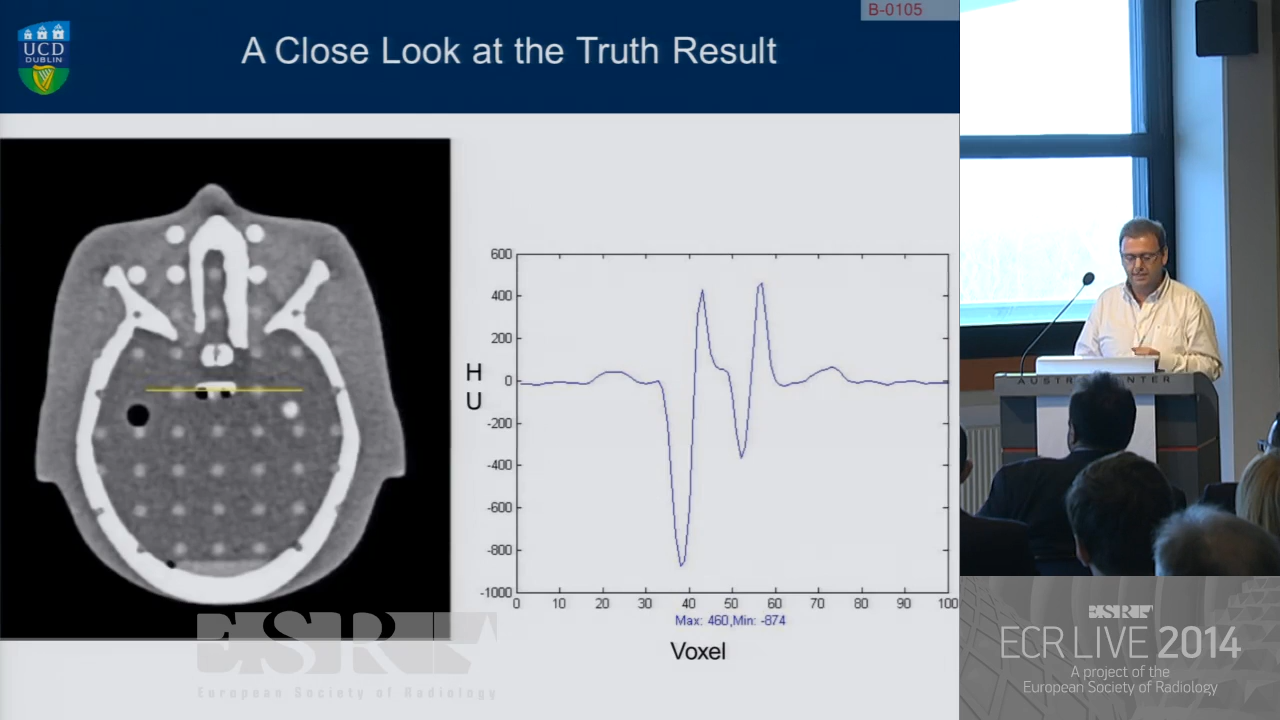 B-0105
UCD
DUBLIN
A Close Look at the Truth Result
600
400
200
0
-200
-400
-600
-800
-1000
H
U
0 10 20 30 40 50 60 70 80 90 100
Max: 460,Min: -874
Voxel
ESR
European Society of Radiology
AUSTRIA CENTER
ESR
ECR LIVE 2014
A project of the
European Society of Radiology